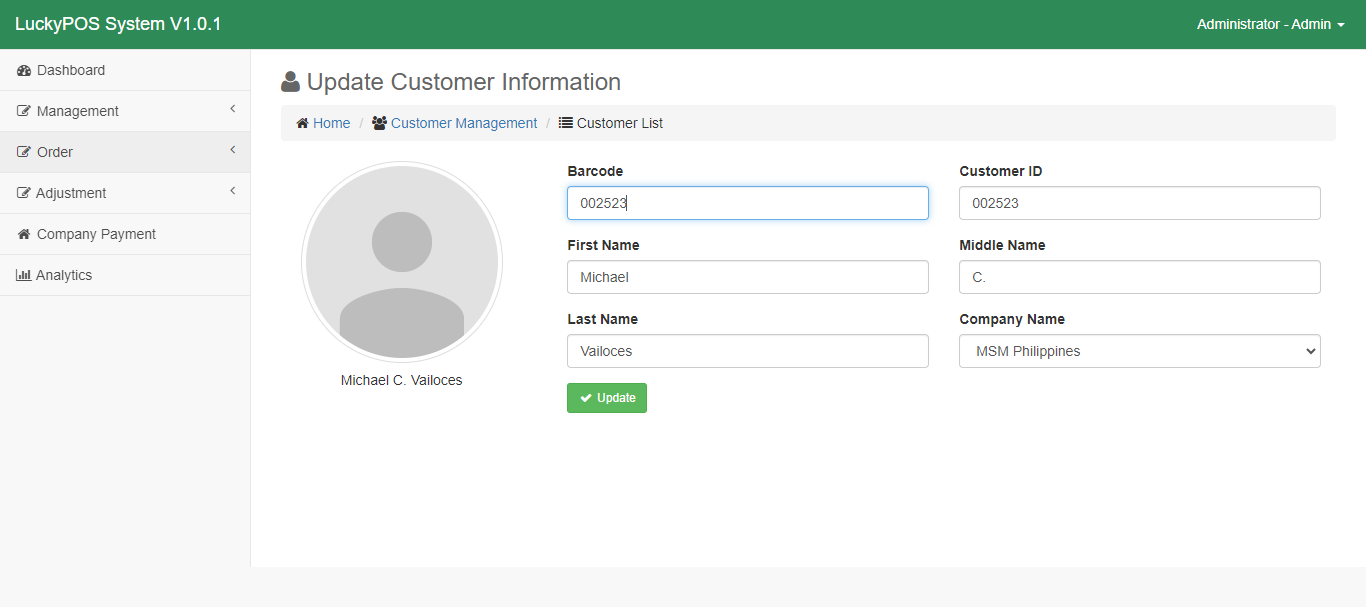 LuckyPOS System V1.0.1
Administrator - Admin
Dashboard
Management
Order
Adjustment
Company Payment
Analytics
Update Customer Information
Home / Customer Management / Customer List
Michael C. Vailoces
Barcode
002523
Customer ID
002523
First Name
Michael
Middle Name
C.
Last Name
Vailoces
Company Name
MSM Philippines
Update